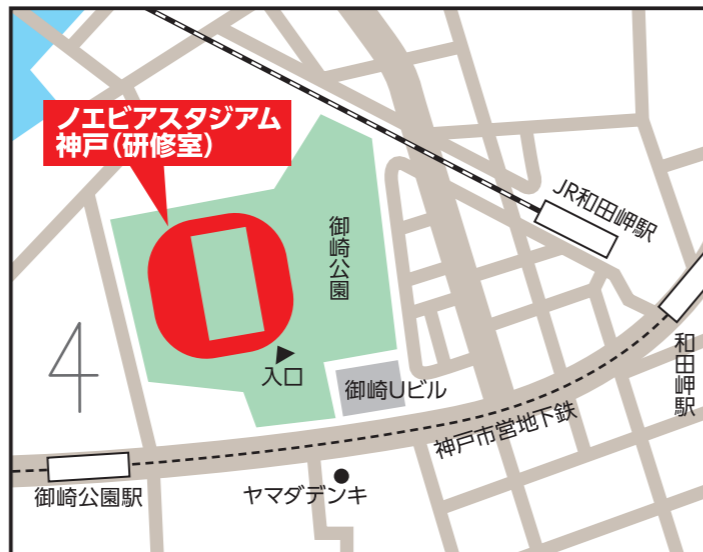 ノエビアスタジアム
神戸(研修室)
JR和田岬駅
御崎公園
和田岬駅
入口
御崎Uビル
神戸市営地下鉄
御崎公園駅
ヤマダデンキ